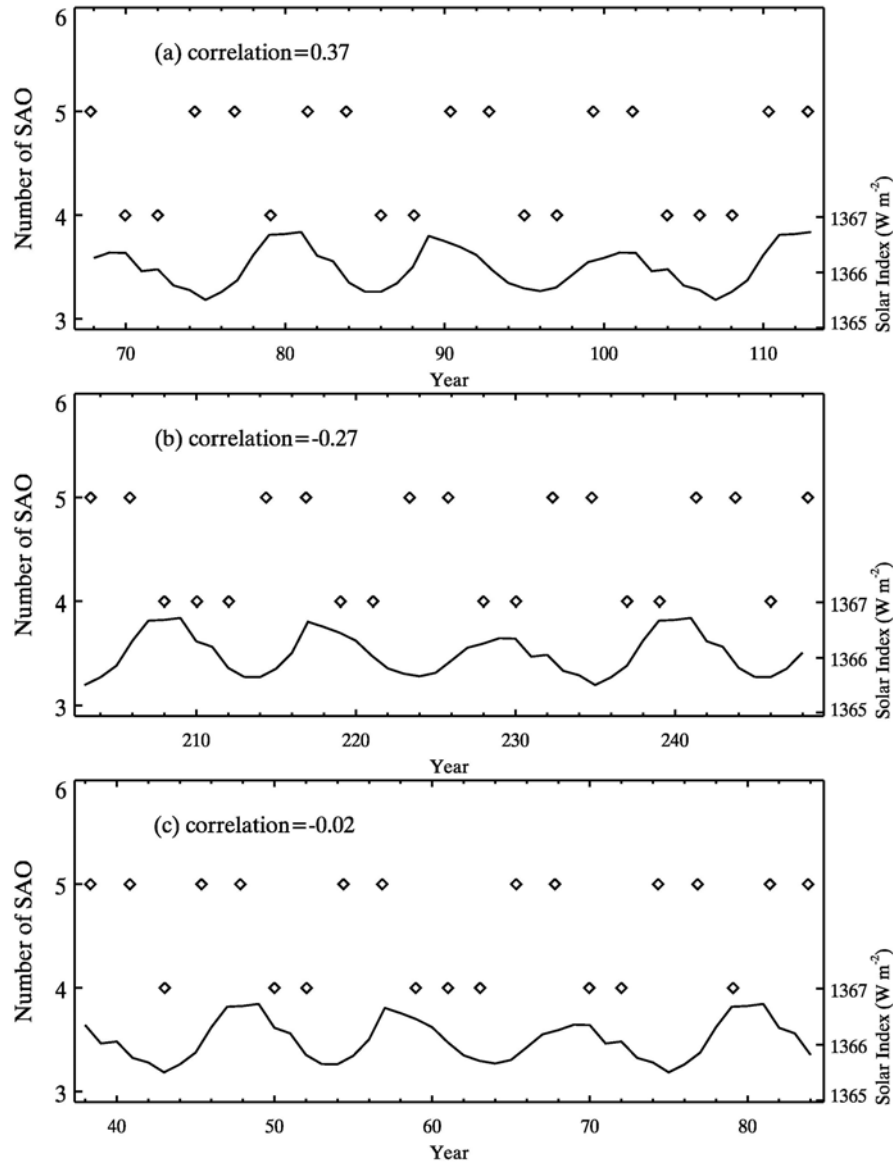 6
(a) correlation=0.37
5
Number of SAO
4
1367
Solar Index (W m-2)
1366
3
1365
70 80 90 100 110
Year
6
(b) correlation=-0.27
5
Number of SAO
4
1367
Solar Index (W m-2)
1366
3
1365
210 220 230 240
Year
6
(c) correlation=-0.02
5
Number of SAO
4
1367
Solar Index (W m-2)
1366
3
1365
40 50 60 70 80
Year